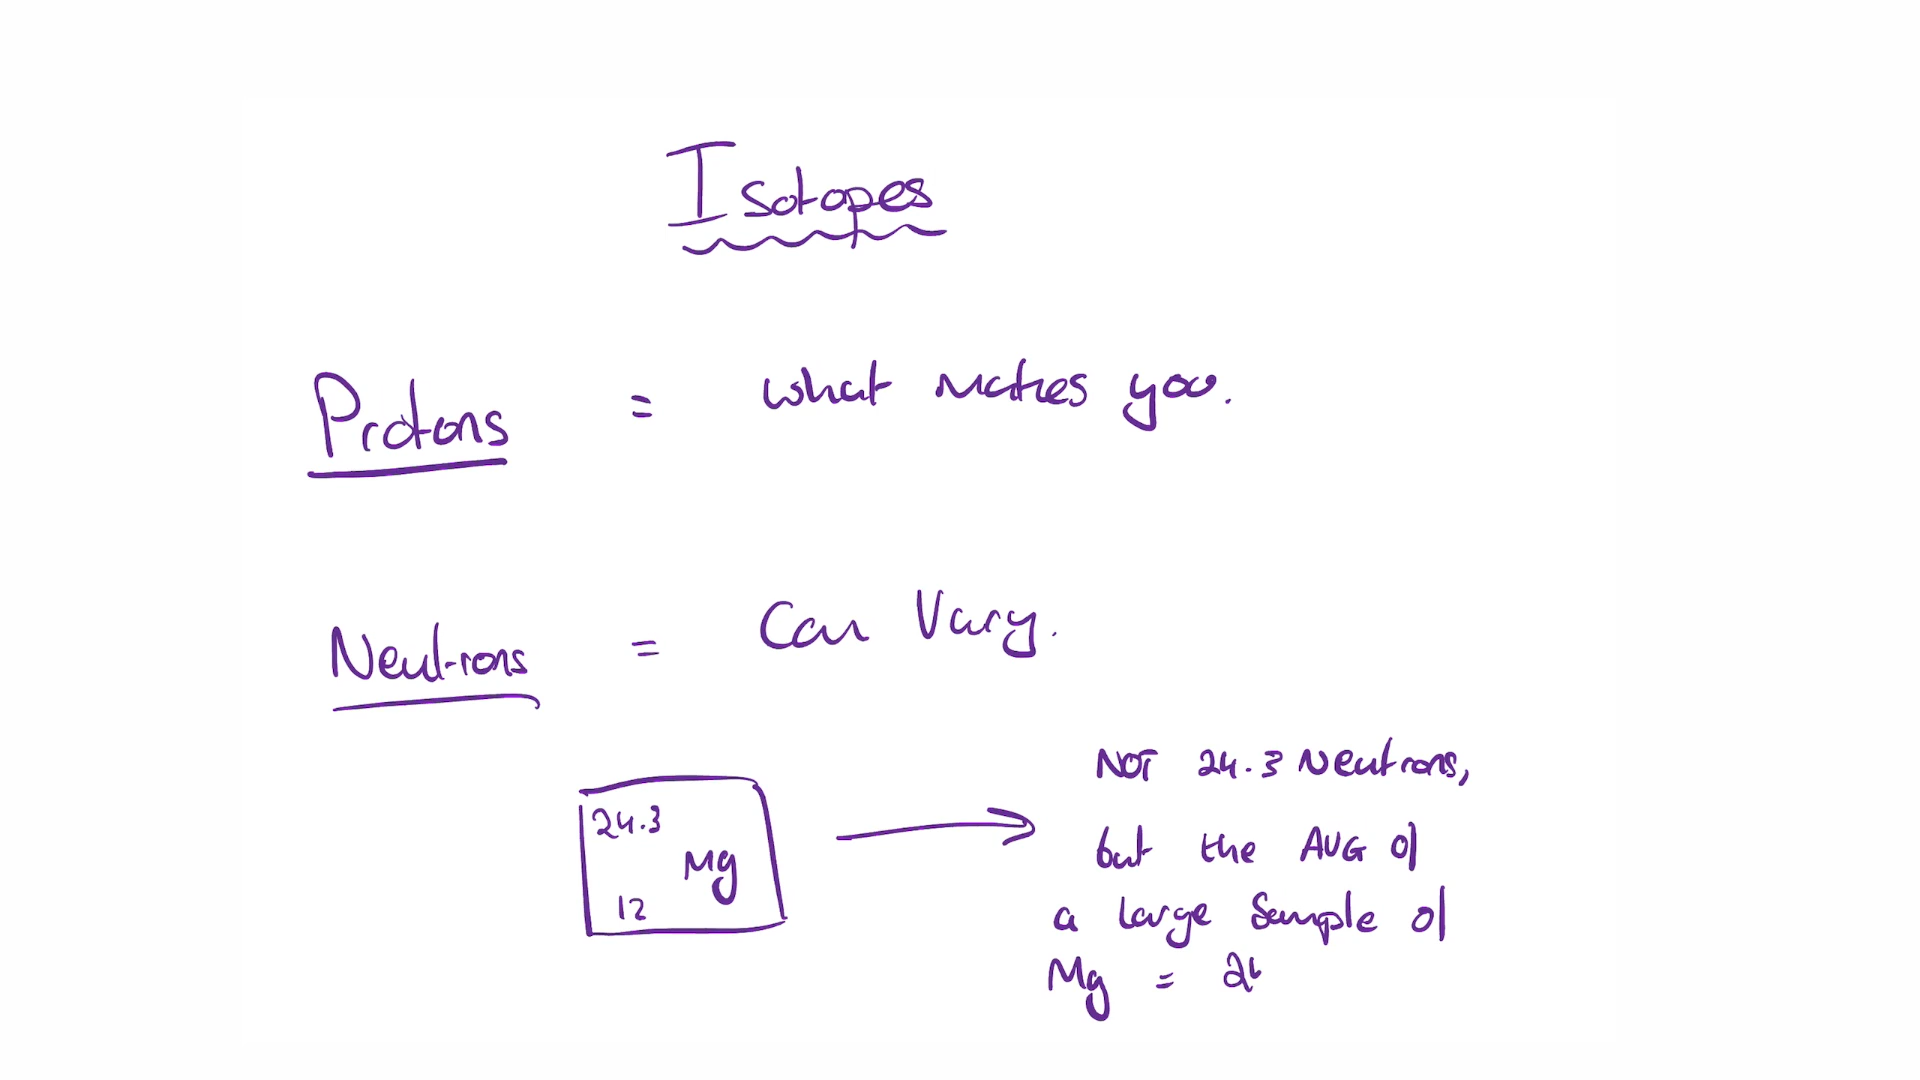 Isotopes
Protons = what makes you.
Neutrons = Can Vary.
24.3
Mg
12
NOT 24.3 Neutrons,
but the AVG of
a large Sample of
Mg = 24